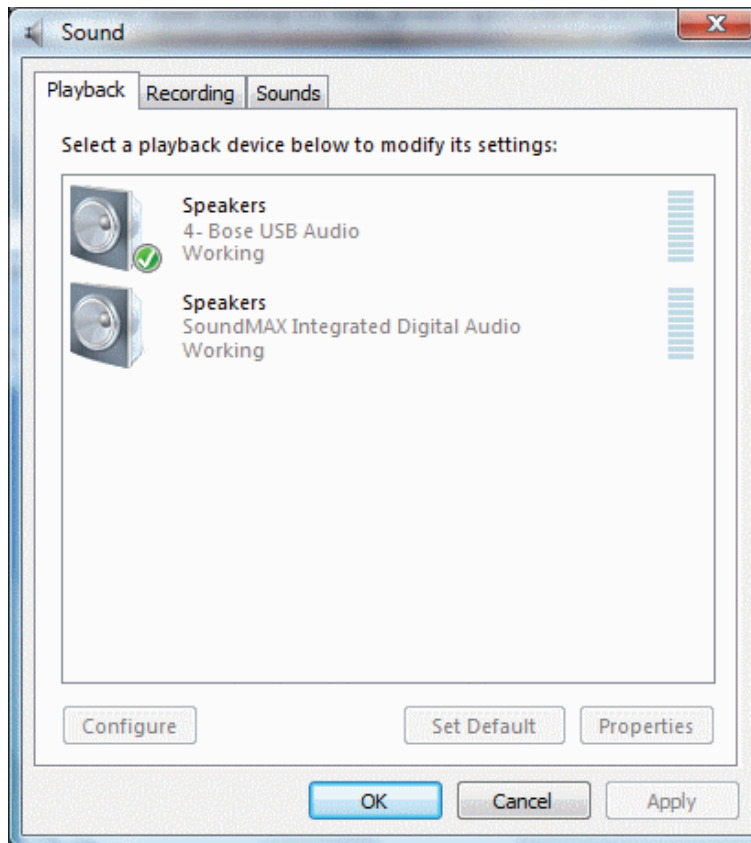 Sound
Playback Recording Sounds
Select a playback device below to modify its settings:
Speakers
4- Bose USB Audio
Working
Speakers
SoundMAX Integrated Digital Audio
Working
Configure Set Default Properties
OK Cancel Apply